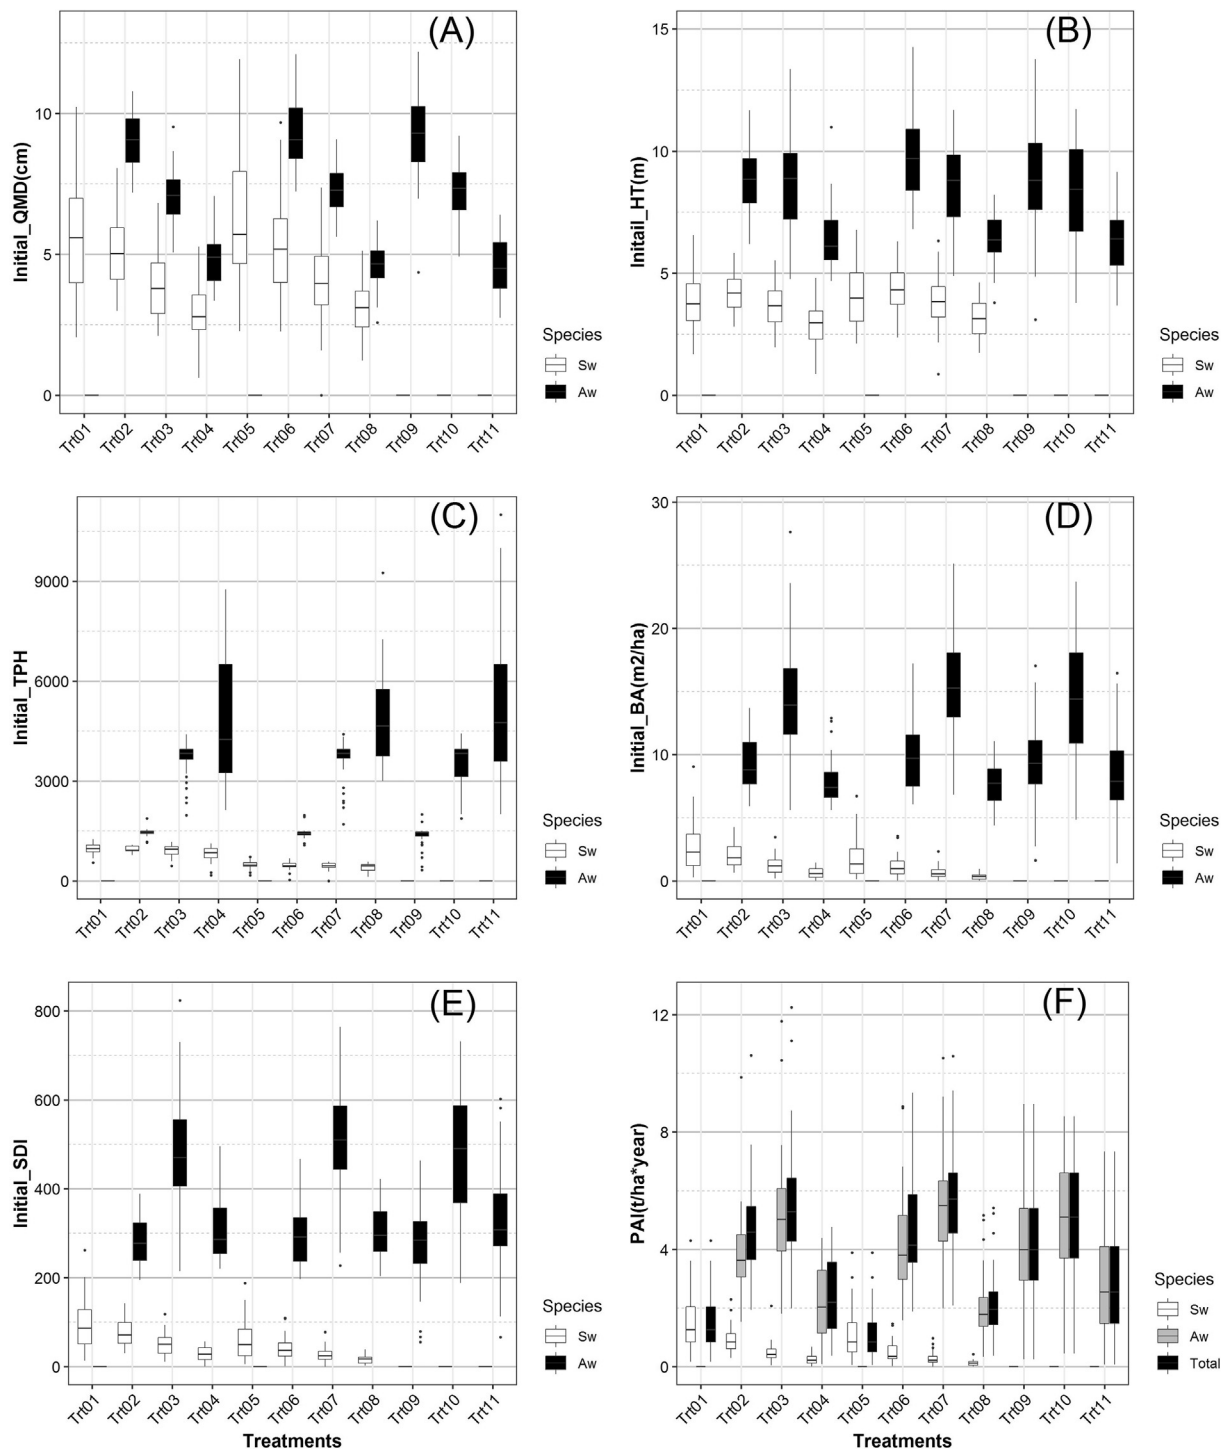 (A)
Initial_QMD(cm)
10
5
0
Trt01 Trt02 Trt03 Trt04 Trt05 Trt06 Trt07 Trt08 Trt09 Trt10 Trt11
Species
Sw
Aw
(B)
Initail_HT(m)
15
10
5
0
Trt01 Trt02 Trt03 Trt04 Trt05 Trt06 Trt07 Trt08 Trt09 Trt10 Trt11
Species
Sw
Aw
(C)
Initial_TPH
9000
6000
3000
0
Trt01 Trt02 Trt03 Trt04 Trt05 Trt06 Trt07 Trt08 Trt09 Trt10 Trt11
Species
Sw
Aw
(D)
Initial_BA(m2/ha)
30
20
10
0
Trt01 Trt02 Trt03 Trt04 Trt05 Trt06 Trt07 Trt08 Trt09 Trt10 Trt11
Species
Sw
Aw
(E)
Initial_SDI
800
600
400
200
0
Trt01 Trt02 Trt03 Trt04 Trt05 Trt06 Trt07 Trt08 Trt09 Trt10 Trt11
Treatments
Species
Sw
Aw
(F)
PAI(t/ha*year)
12
8
4
0
Trt01 Trt02 Trt03 Trt04 Trt05 Trt06 Trt07 Trt08 Trt09 Trt10 Trt11
Treatments
Species
Sw
Aw
Total